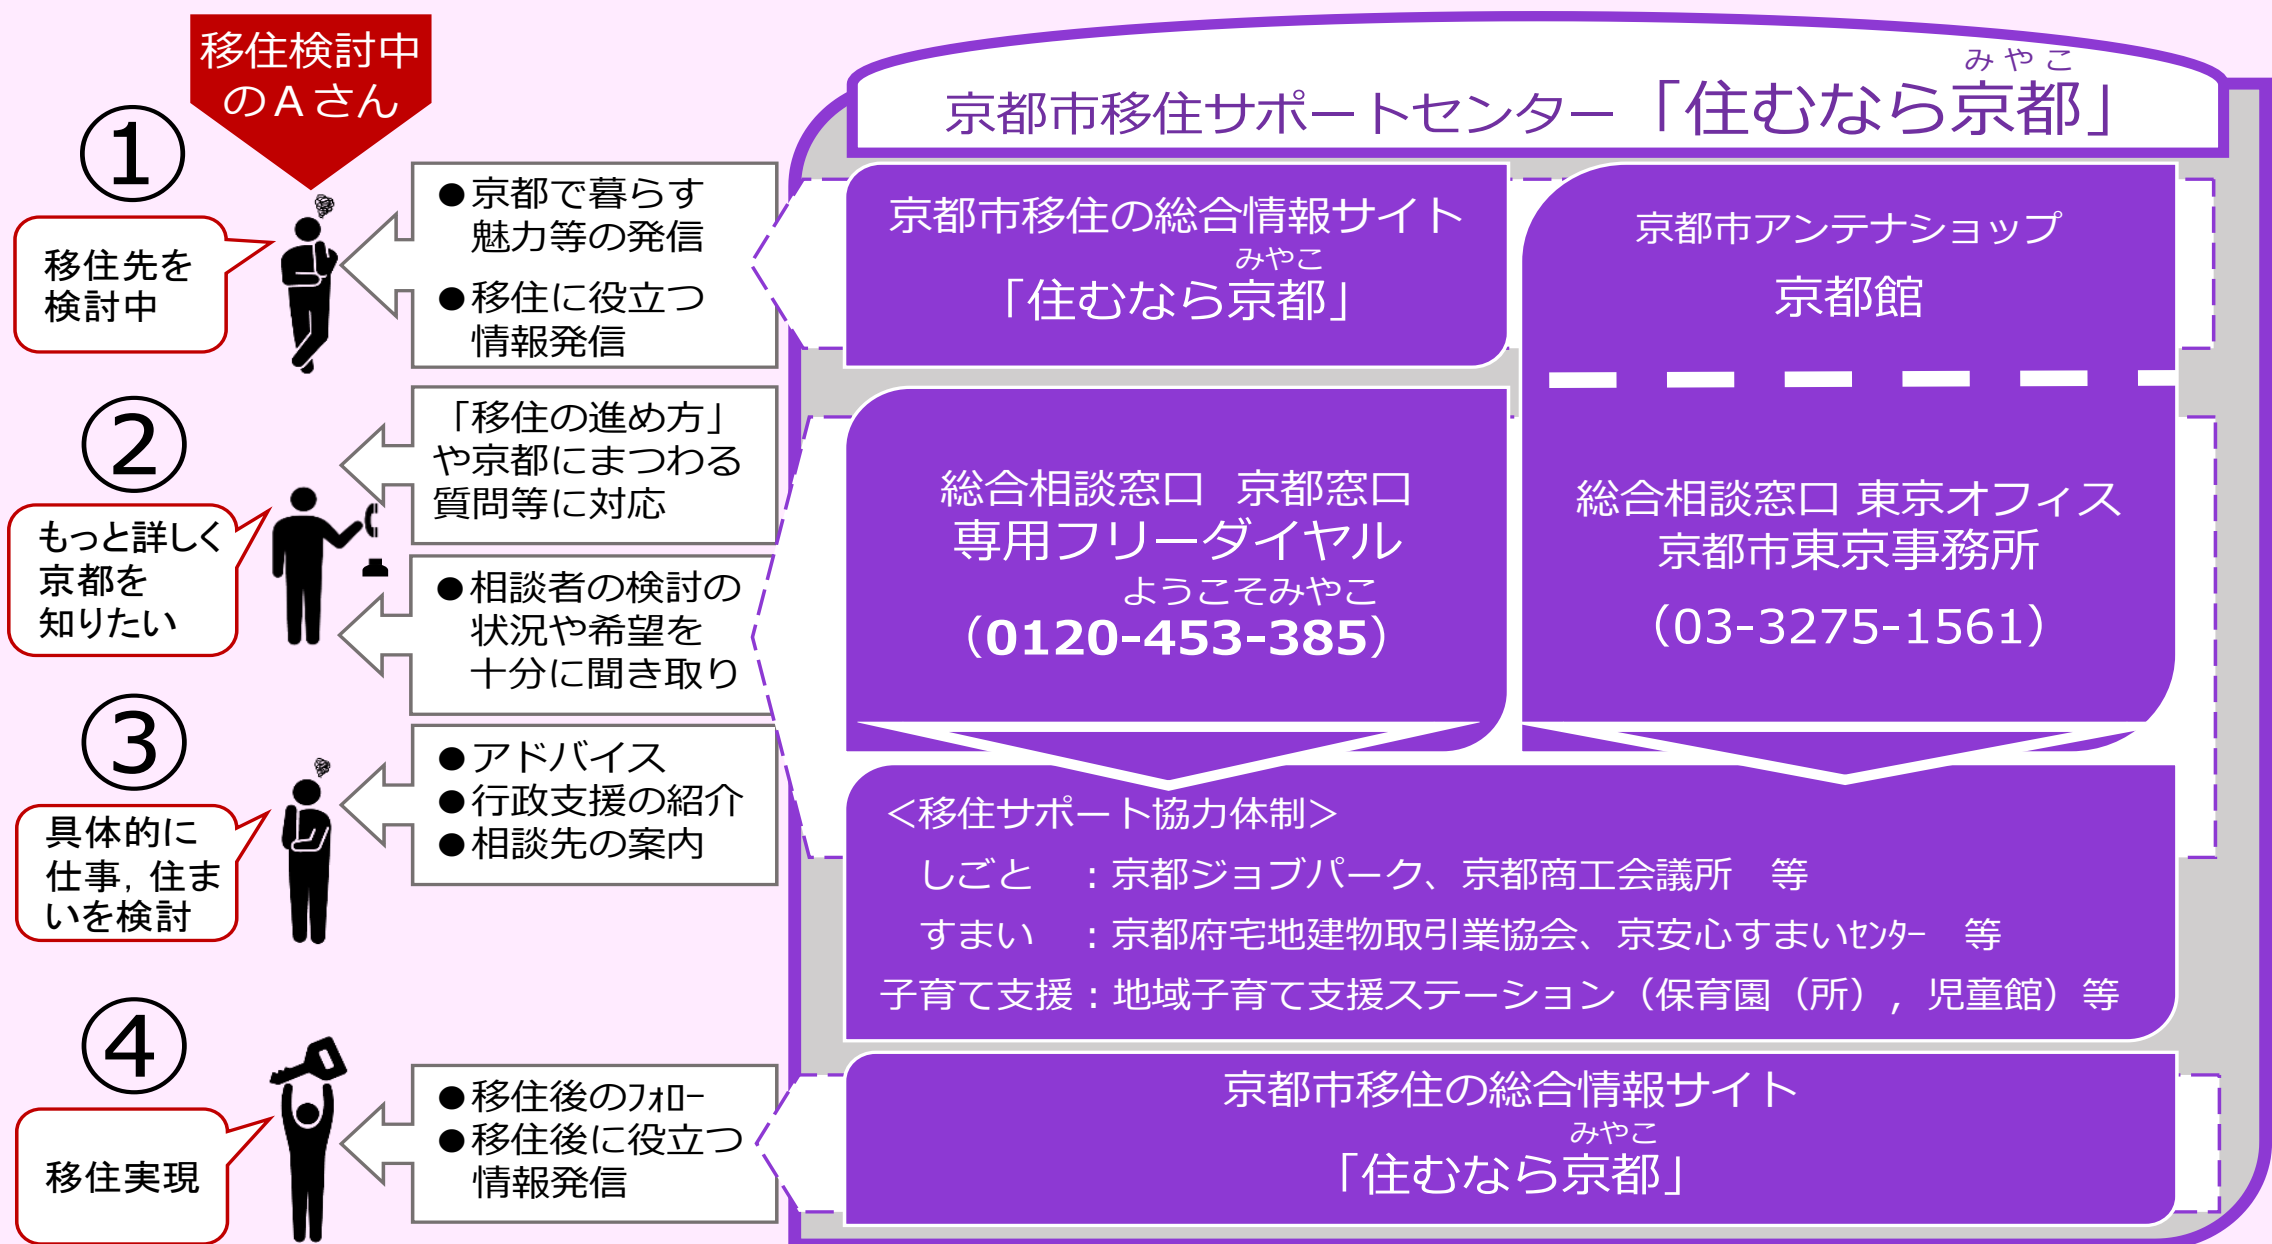 移住検討中
のAさん
①
移住先を
検討中
●京都で暮らす
魅力等の発信
●移住に役立つ
情報発信
②
もっと詳しく
京都を
知りたい
「移住の進め方」
や京都にまつわる
質問等に対応
●相談者の検討の
状況や希望を
十分に聞き取り
③
具体的に
仕事，住ま
いを検討
●アドバイス
●行政支援の紹介
●相談先の案内
④
移住実現
●移住後のﾌｫﾛｰ
●移住後に役立つ
情報発信
みやこ
京都市移住サポートセンター「住むなら京都」
京都市移住の総合情報サイト
みやこ
「住むなら京都」
京都市アンテナショップ
京都館
総合相談窓口 京都窓口
専用フリーダイヤル
ようこそみやこ
（0120-453-385）
総合相談窓口 東京オフィス
京都市東京事務所
（03-3275-1561）
＜移住サポート協力体制＞
しごと ：京都ジョブパーク、京都商工会議所 等
すまい ：京都府宅地建物取引業協会、京安心すまいｾﾝﾀｰ 等
子育て支援：地域子育て支援ステーション（保育園（所），児童館）等
京都市移住の総合情報サイト
みやこ
「住むなら京都」